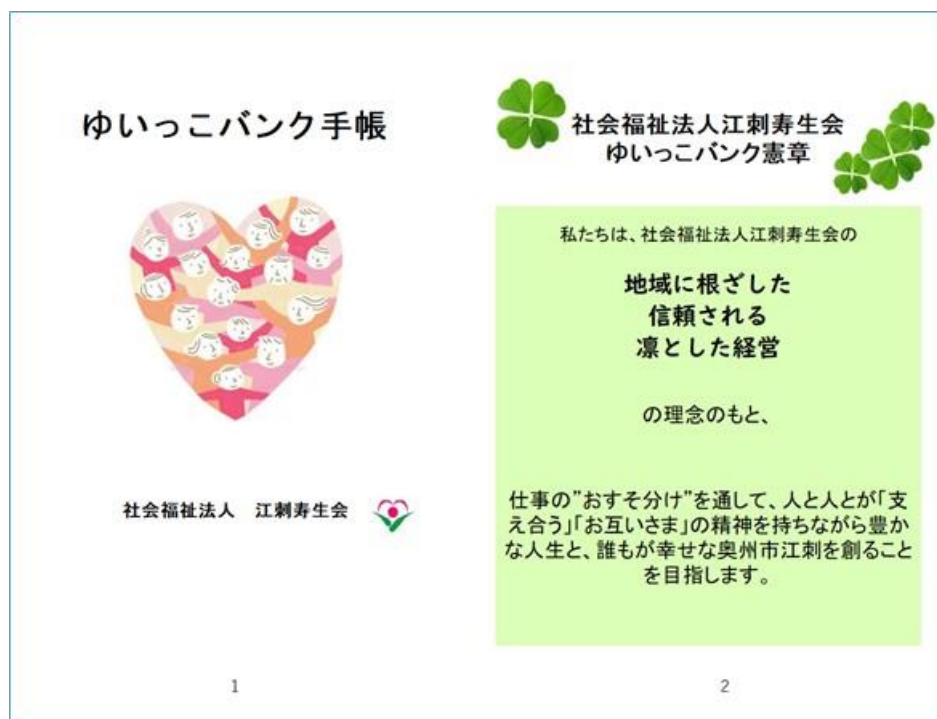 ゆいっこバンク手帳
社会福祉法人　江刺寿生会
1
社会福祉法人江刺寿生会
ゆいっこバンク憲章
私たちは、社会福祉法人江刺寿生会の
地域に根ざした
信頼される
凛とした経営
の理念のもと、
仕事の”おすそ分け”を通して、人と人とが「支
え合う」「お互いさま」の精神を持ちながら豊か
な人生と、誰もが幸せな奥州市江刺を創ること
を目指します。
2